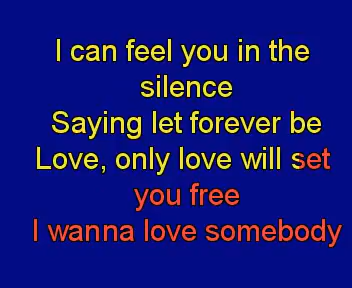 I can feel you in the
silence
Saying let forever be
Love, only love will set
you free
I wanna love somebody